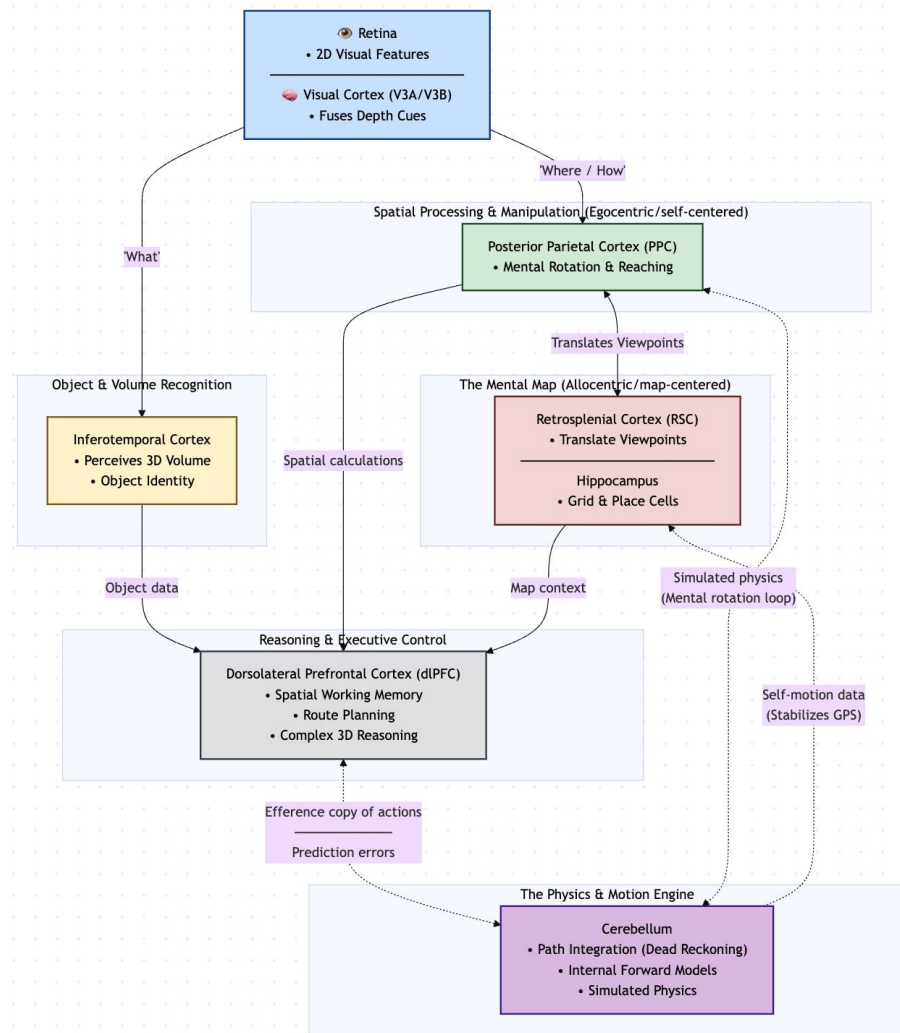 👁️ Retina
• 2D Visual Features
🧠 Visual Cortex (V3A/V3B)
• Fuses Depth Cues
'Where / How'
Spatial Processing & Manipulation (Egocentric/self-centered)
Posterior Parietal Cortex (PPC)
• Mental Rotation & Reaching
'What'
Translates Viewpoints
Object & Volume Recognition
The Mental Map (Allocentric/map-centered)
Inferotemporal Cortex
• Perceives 3D Volume
• Object Identity
Retrosplenial Cortex (RSC)
• Translate Viewpoints
Hippocampus
• Grid & Place Cells
Spatial calculations
Object data
Map context
Simulated physics
(Mental rotation loop)
Reasoning & Executive Control
Dorsolateral Prefrontal Cortex (dlPFC)
• Spatial Working Memory
• Route Planning
• Complex 3D Reasoning
Self-motion data
(Stabilizes GPS)
Efference copy of actions
Prediction errors
The Physics & Motion Engine
Cerebellum
• Path Integration (Dead Reckoning)
• Internal Forward Models
• Simulated Physics